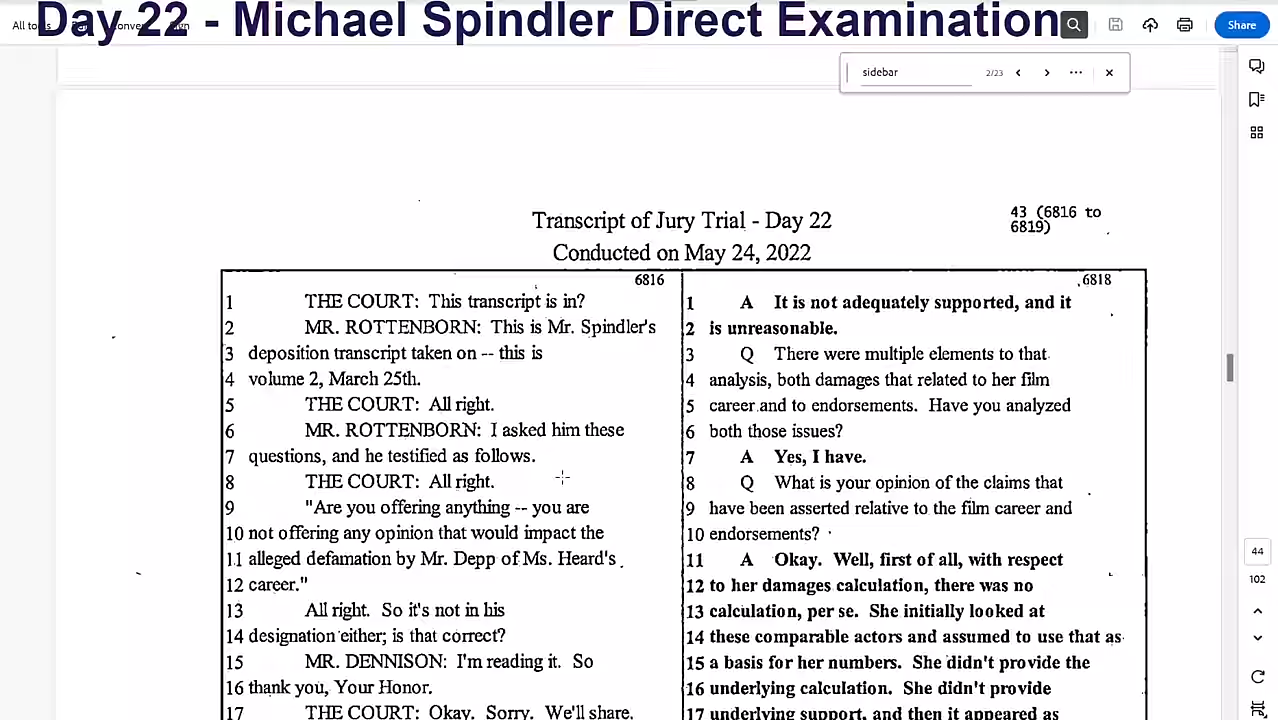 Day 22 - Michael Spindler Direct Examination
All
Share
sidebar
2/23
Transcript of Jury Trial - Day 22
Conducted on May 24, 2022
43 (6816 to
6819)
6816
1 THE COURT: This transcript is in?
2 MR. ROTTENBORN: This is Mr. Spindler's
3 deposition transcript taken on -- this is
4 volume 2, March 25th.
5 THE COURT: All right.
6 MR. ROTTENBORN: I asked him these
7 questions, and he testified as follows.
8 THE COURT: All right.
9 "Are you offering anything -- you are
10 not offering any opinion that would impact the
11 alleged defamation by Mr. Depp of Ms. Heard's
12 career."
13 All right. So it's not in his
14 designation either; is that correct?
15 MR. DENNISON: I'm reading it. So
16 thank you, Your Honor.
17 THE COURT: Okay. Sorry. We'll share.
6818
1 A It is not adequately supported, and it
2 is unreasonable.
3 Q There were multiple elements to that
4 analysis, both damages that related to her film
5 career and to endorsements. Have you analyzed
6 both those issues?
7 A Yes, I have.
8 Q What is your opinion of the claims that
9 have been asserted relative to the film career and
10 endorsements?
11 A Okay. Well, first of all, with respect
12 to her damages calculation, there was no
13 calculation, per se. She initially looked at
14 these comparable actors and assumed to use that as
15 a basis for her numbers. She didn't provide the
16 underlying calculation. She didn't provide
17 underlying support, and then it appeared as
44
102